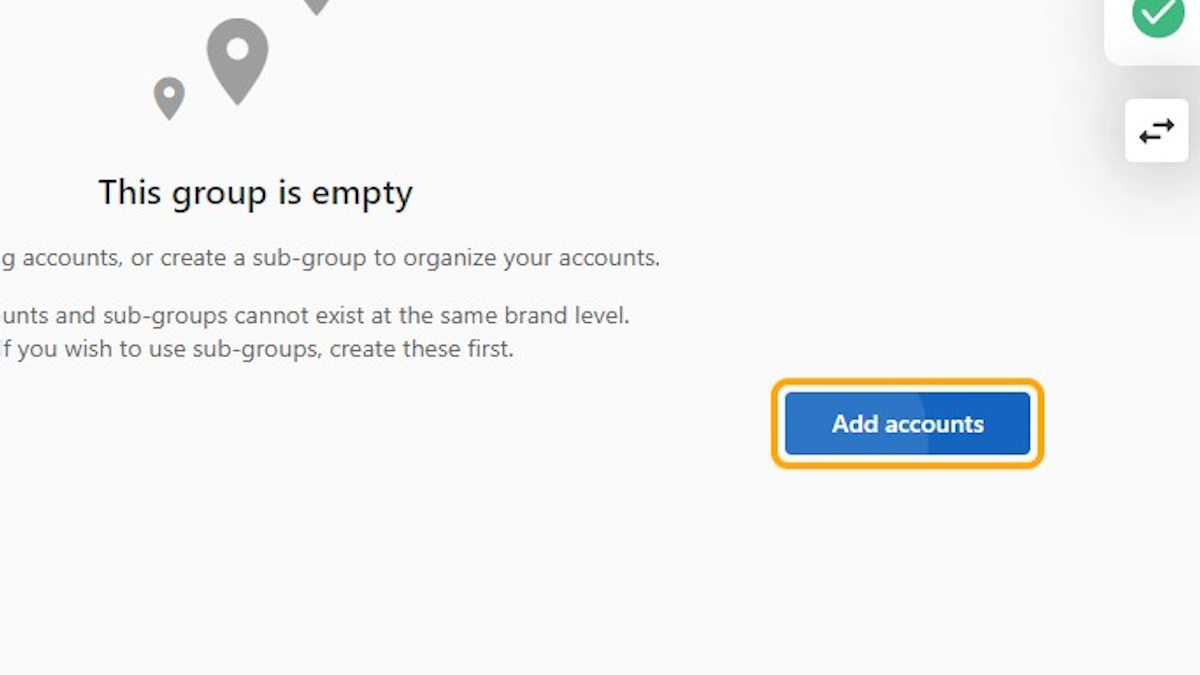 This group is empty
g accounts, or create a sub-group to organize your accounts.
unts and sub-groups cannot exist at the same brand level.
If you wish to use sub-groups, create these first.
Add accounts